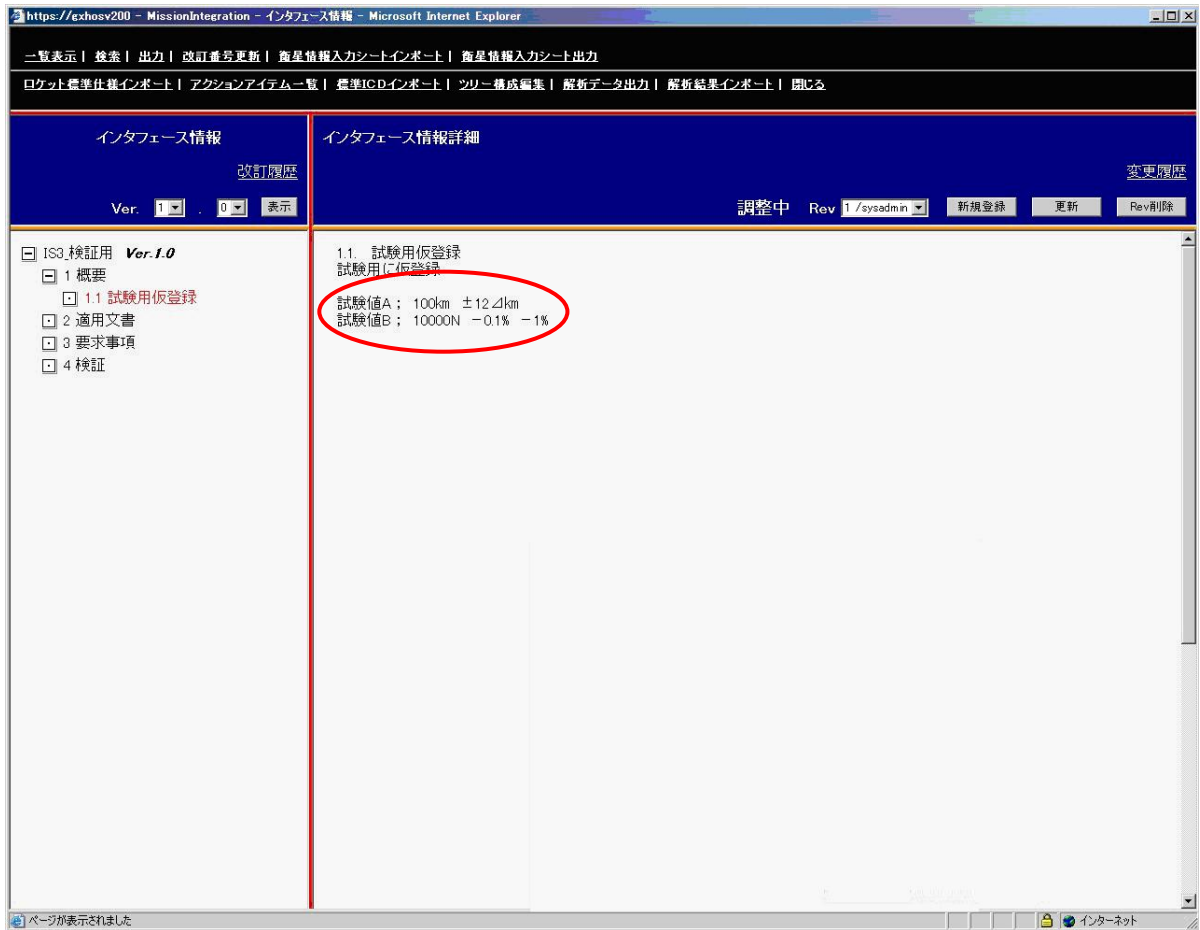 https://gxhosv200 - MissionIntegration - インタフェース情報 - Microsoft Internet Explorer
一覧表示 | 検索 | 出力 | 改訂番号更新 | 衛星情報入力シートインポート | 衛星情報入力シート出力
ロケット標準仕様インポート | アクションアイテム一覧 | 標準ICDインポート | ツリー構成編集 | 解析データ出力 | 解析結果インポート | 閉じる
インタフェース情報
改訂履歴
Ver. 1 . 0 表示
インタフェース情報詳細
変更履歴
調整中 Rev 1 /sysadmin 新規登録 更新 Rev削除
IS3_検証用 Ver.1.0
1 概要
1.1 試験用仮登録
2 適用文書
3 要求事項
4 検証
1.1. 試験用仮登録
試験用に仮登録
試験値A； 100km ±12⊿km
試験値B； 10000N －0.1% －1%
ページが表示されました
インターネット